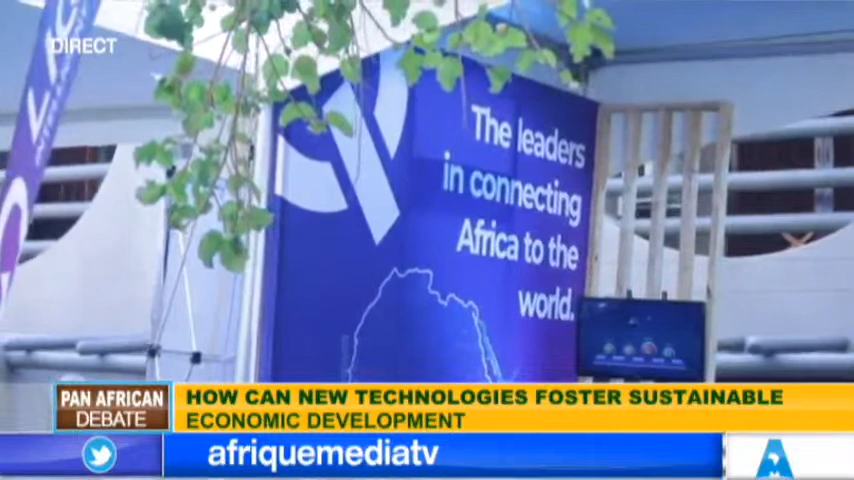 DIRECT
The leaders
in connecting
Africa to the
world.
PAN AFRICAN
DEBATE
HOW CAN NEW TECHNOLOGIES FOSTER SUSTAINABLE
ECONOMIC DEVELOPMENT
afriquemediatv